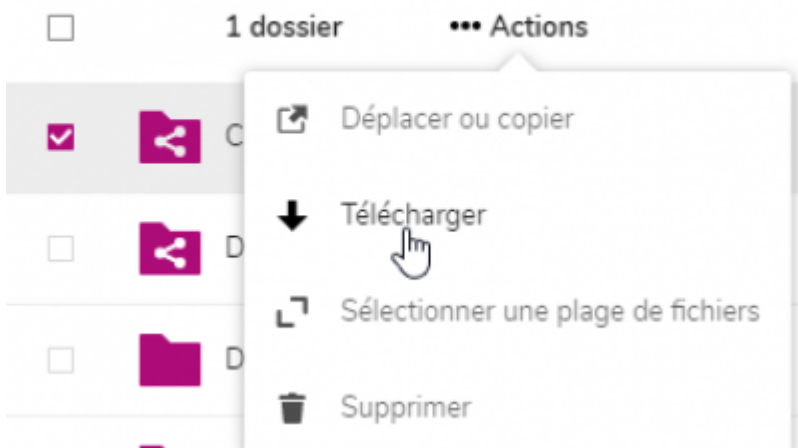 1 dossier
••• Actions
C
Déplacer ou copier
Télécharger
D
Sélectionner une plage de fichiers
D
Supprimer